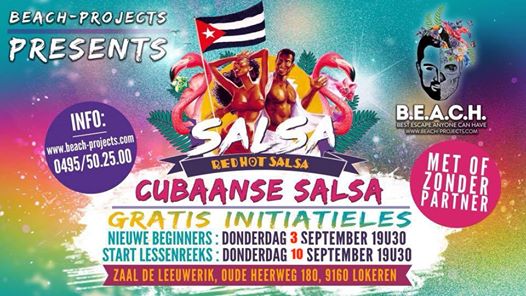 BEACH-PROJECTS
PRESENTS
INFO:
www.beach-projects.com
0495/50.25.00
SALSA
RED HOT SALSA
B.E.A.C.H.
BEST ESCAPE ANYONE CAN HAVE
WWW.BEACH-PROJECTS.COM
MET OF
ZONDER
PARTNER
CUBAANSE SALSA
GRATIS INITIATIELES
NIEUWE BEGINNERS : DONDERDAG 3 SEPTEMBER 19U30
START LESSENREEKS : DONDERDAG 10 SEPTEMBER 19U30
ZAAL DE LEEUWERIK, OUDE HEERWEG 180, 9160 LOKEREN